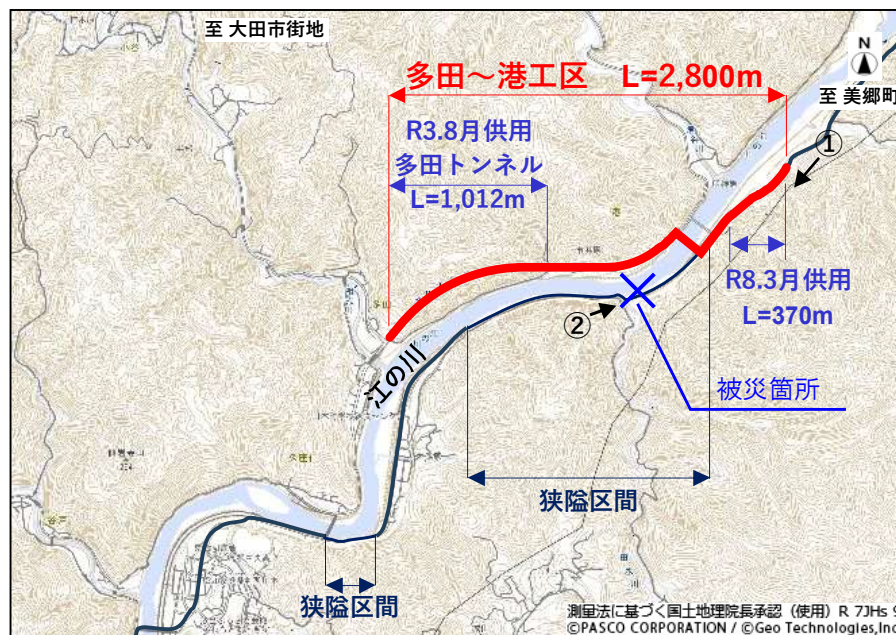 至 大田市街地
N
多田～港工区 L=2,800m
至 美郷町
R3.8月供用
多田トンネル
L=1,012m
①
港
R8.3月供用
L=370m
②
江の川
被災箇所
狭隘区間
狭隘区間
測量法に基づく国土地理院長承認（使用）R 7JHs 9
©PASCO CORPORATION / ©Geo Technologies,Inc